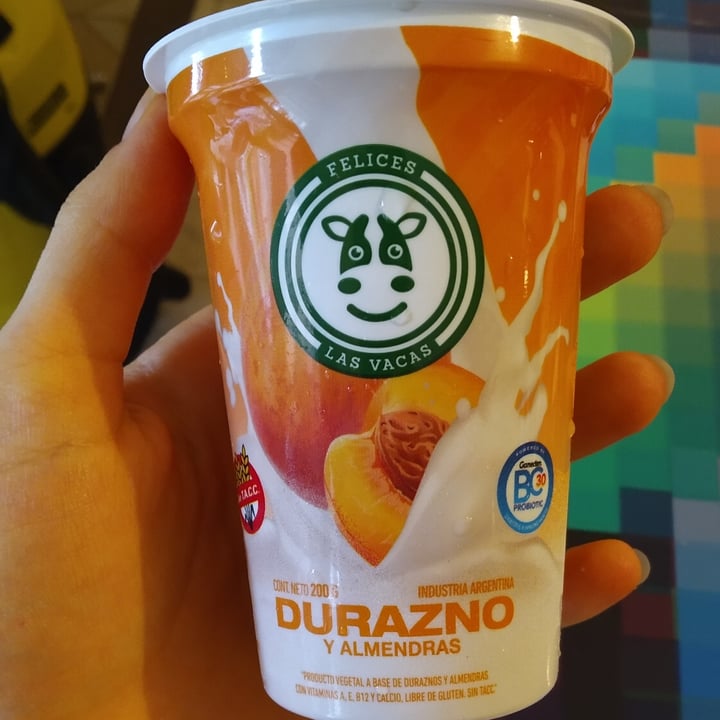 FELICES
LAS VACAS
T.A.C.C.
Ganeden
BC30
PROBIOTIC
CONT. NETO 200 G
INDUSTRIA ARGENTINA
DURAZNO
Y ALMENDRAS
"PRODUCTO VEGETAL A BASE DE DURAZNOS Y ALMENDRAS
CON VITAMINAS A, E, B12 Y CALCIO, LIBRE DE GLUTEN. SIN TACC."